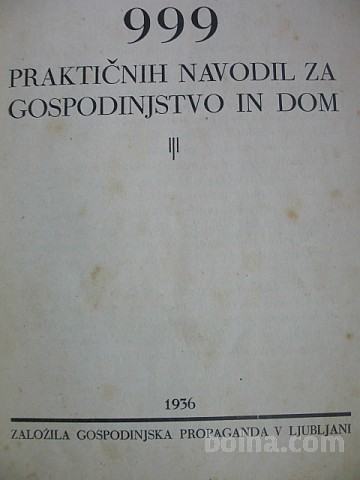 999
PRAKTIČNIH NAVODIL ZA
GOSPODINJSTVO IN DOM
1936
ZALOŽILA GOSPODINJSKA PROPAGANDA V LJUBLJANI
bolha.com